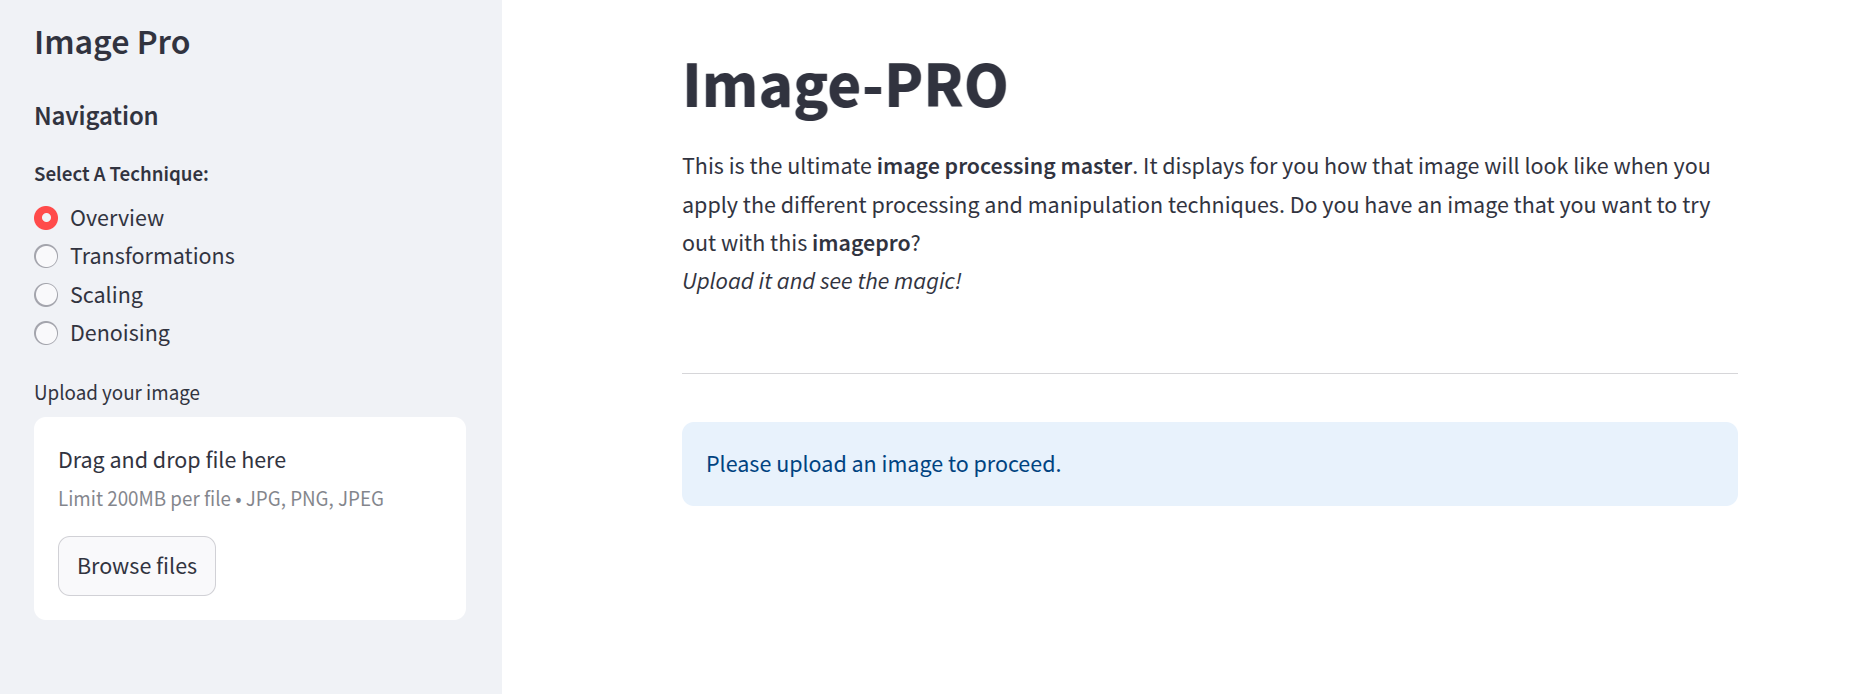 Image Pro
Navigation
Select A Technique:
Overview
Transformations
Scaling
Denoising
Upload your image
Drag and drop file here
Limit 200MB per file • JPG, PNG, JPEG
Browse files
Image-PRO
This is the ultimate image processing master. It displays for you how that image will look like when you
apply the different processing and manipulation techniques. Do you have an image that you want to try
out with this imagepro?
Upload it and see the magic!
Please upload an image to proceed.